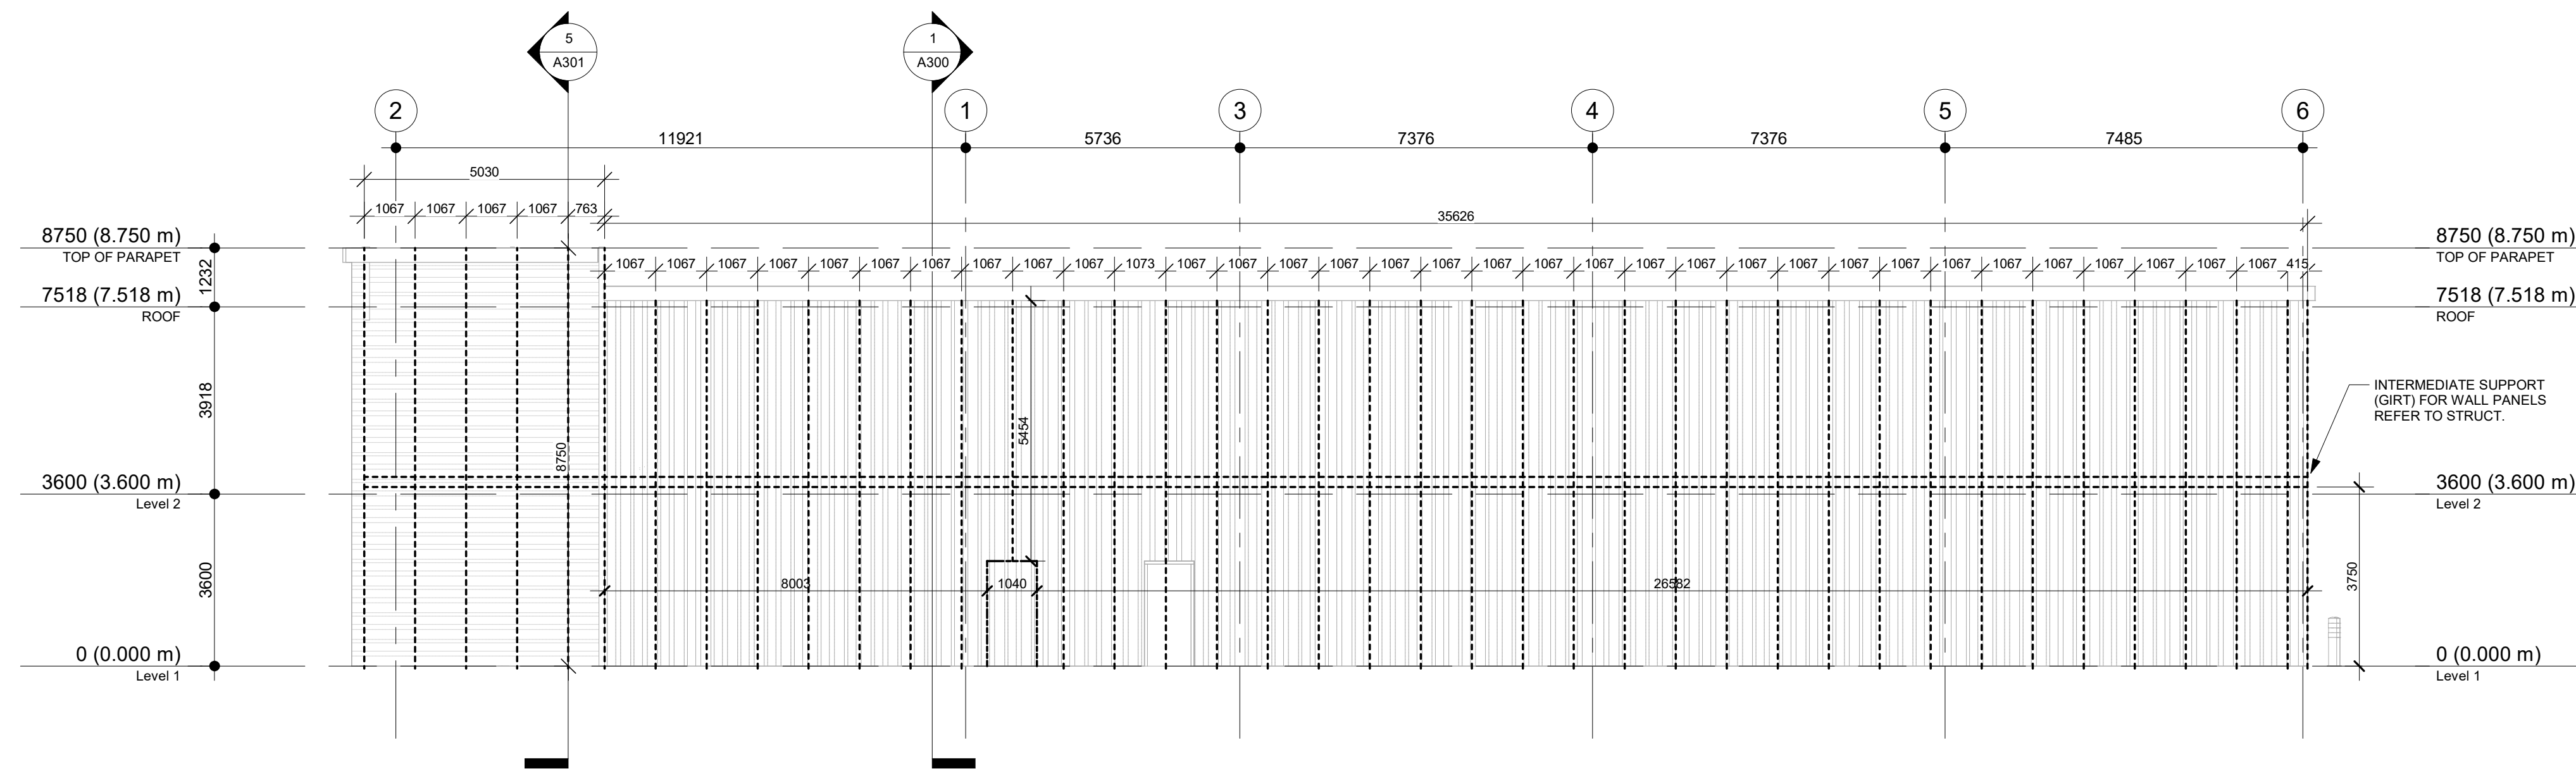 5
A301
1
A300
2
1
3
4
5
6
11921
5736
7376
7376
7485
5030
1067 1067 1067 1067 763
35626
8750 (8.750 m)
TOP OF PARAPET
8750 (8.750 m)
TOP OF PARAPET
1067 1067 1067 1067 1067 1067 1067 1067 1067 1067 1073 1067 1067 1067 1067 1067 1067 1067 1067 1067 1067 1067 1067 1067 1067 1067 1067 1067 1067 1067 1067 1067 1067 415
1232
7518 (7.518 m)
ROOF
7518 (7.518 m)
ROOF
3918
INTERMEDIATE SUPPORT
(GIRT) FOR WALL PANELS
REFER TO STRUCT.
5454
8750
3600 (3.600 m)
Level 2
3600 (3.600 m)
Level 2
3600
8003
1040
26582
3750
0 (0.000 m)
Level 1
0 (0.000 m)
Level 1